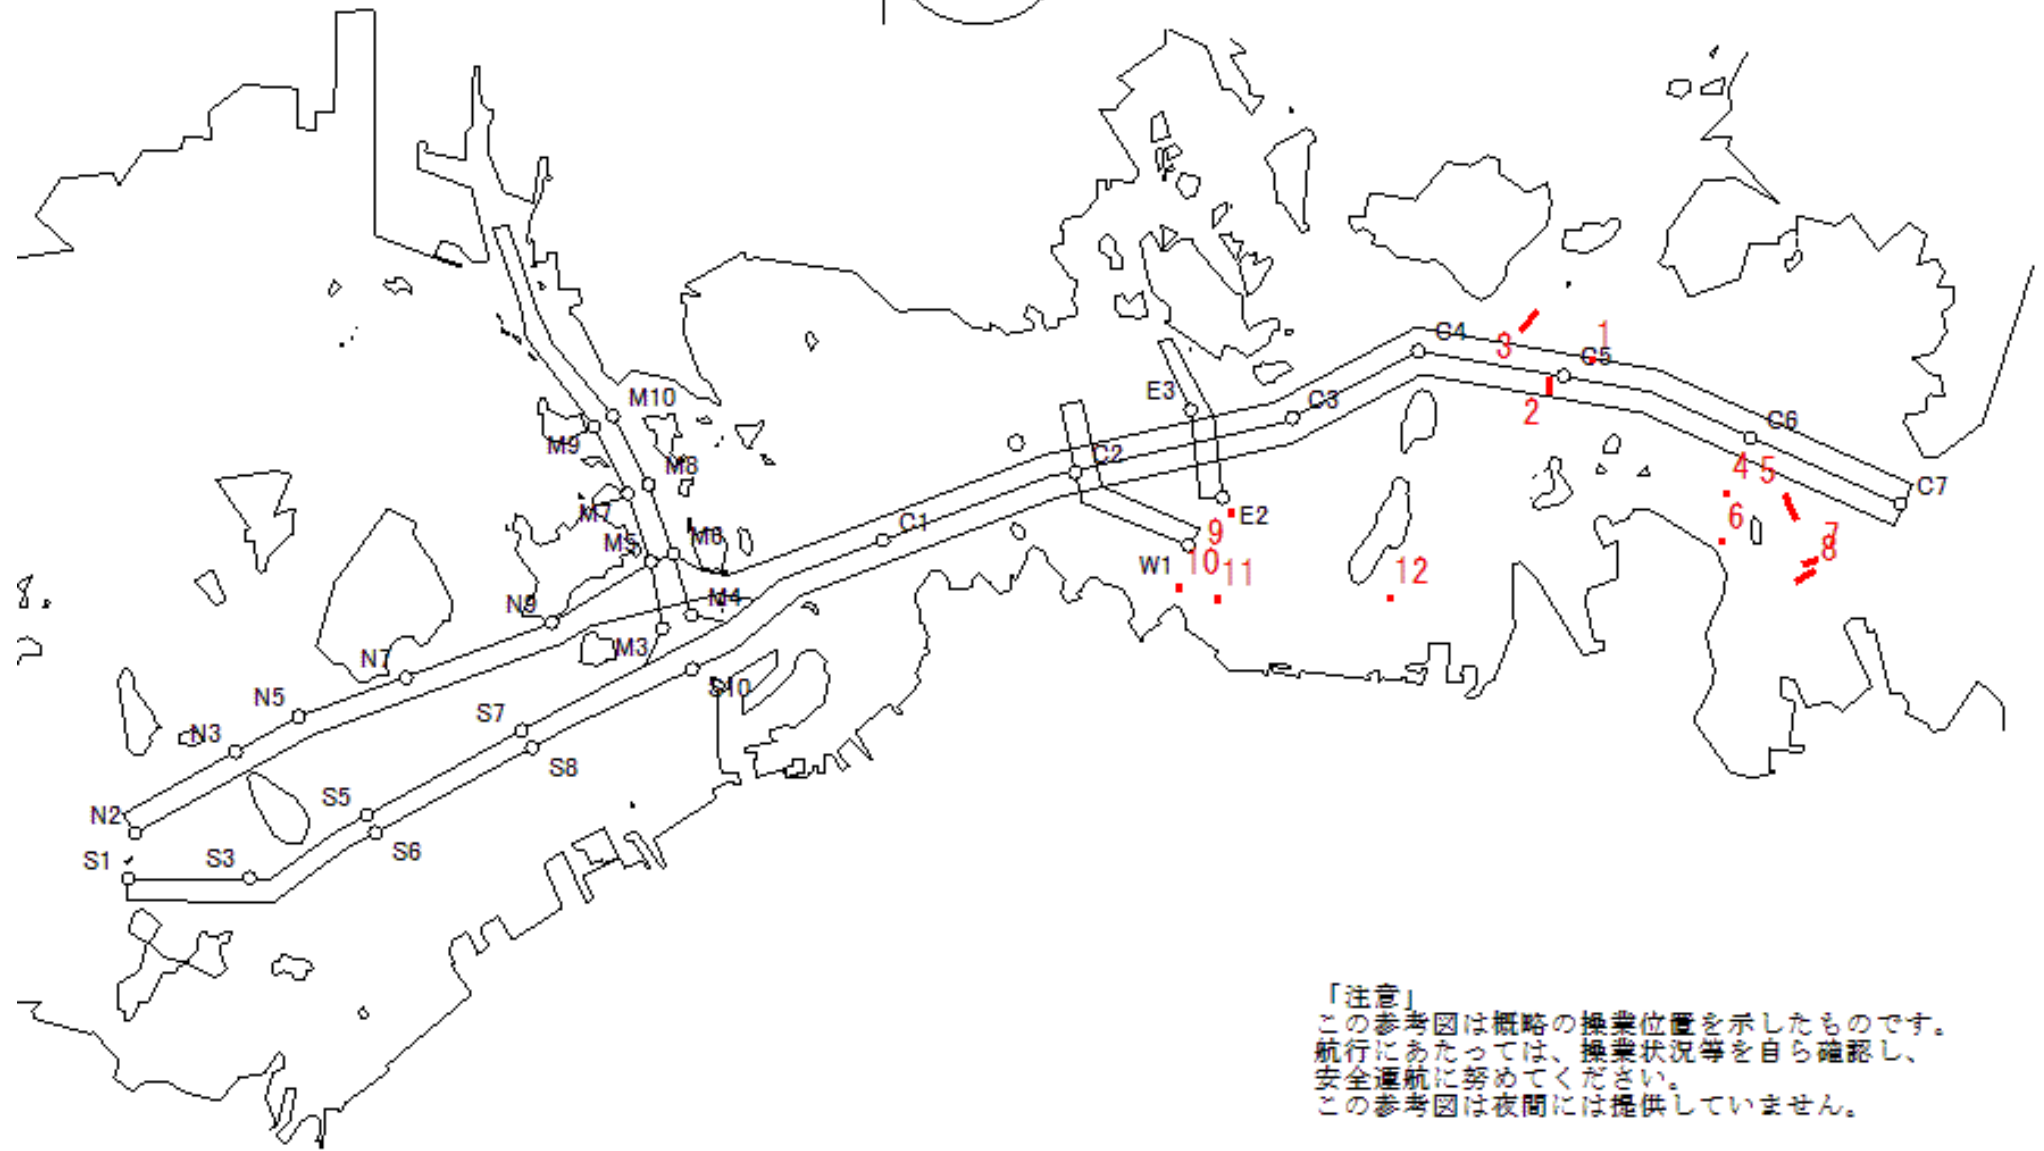 1
C4
3
C5
M10
E3
2
C3
C6
M9
C2
M8
4 5
C7
M7
9
E2
6
C1
M6
7
M5
8
W1
10
11
12
N9
M4
M3
N7
N5
S10
N3
S7
S8
S5
N2
S6
S1
S3
「注意」
この参考図は概略の操業位置を示したものです。
航行にあたっては、操業状況等を自ら確認し、
安全運航に努めてください。
この参考図は夜間には提供していません。